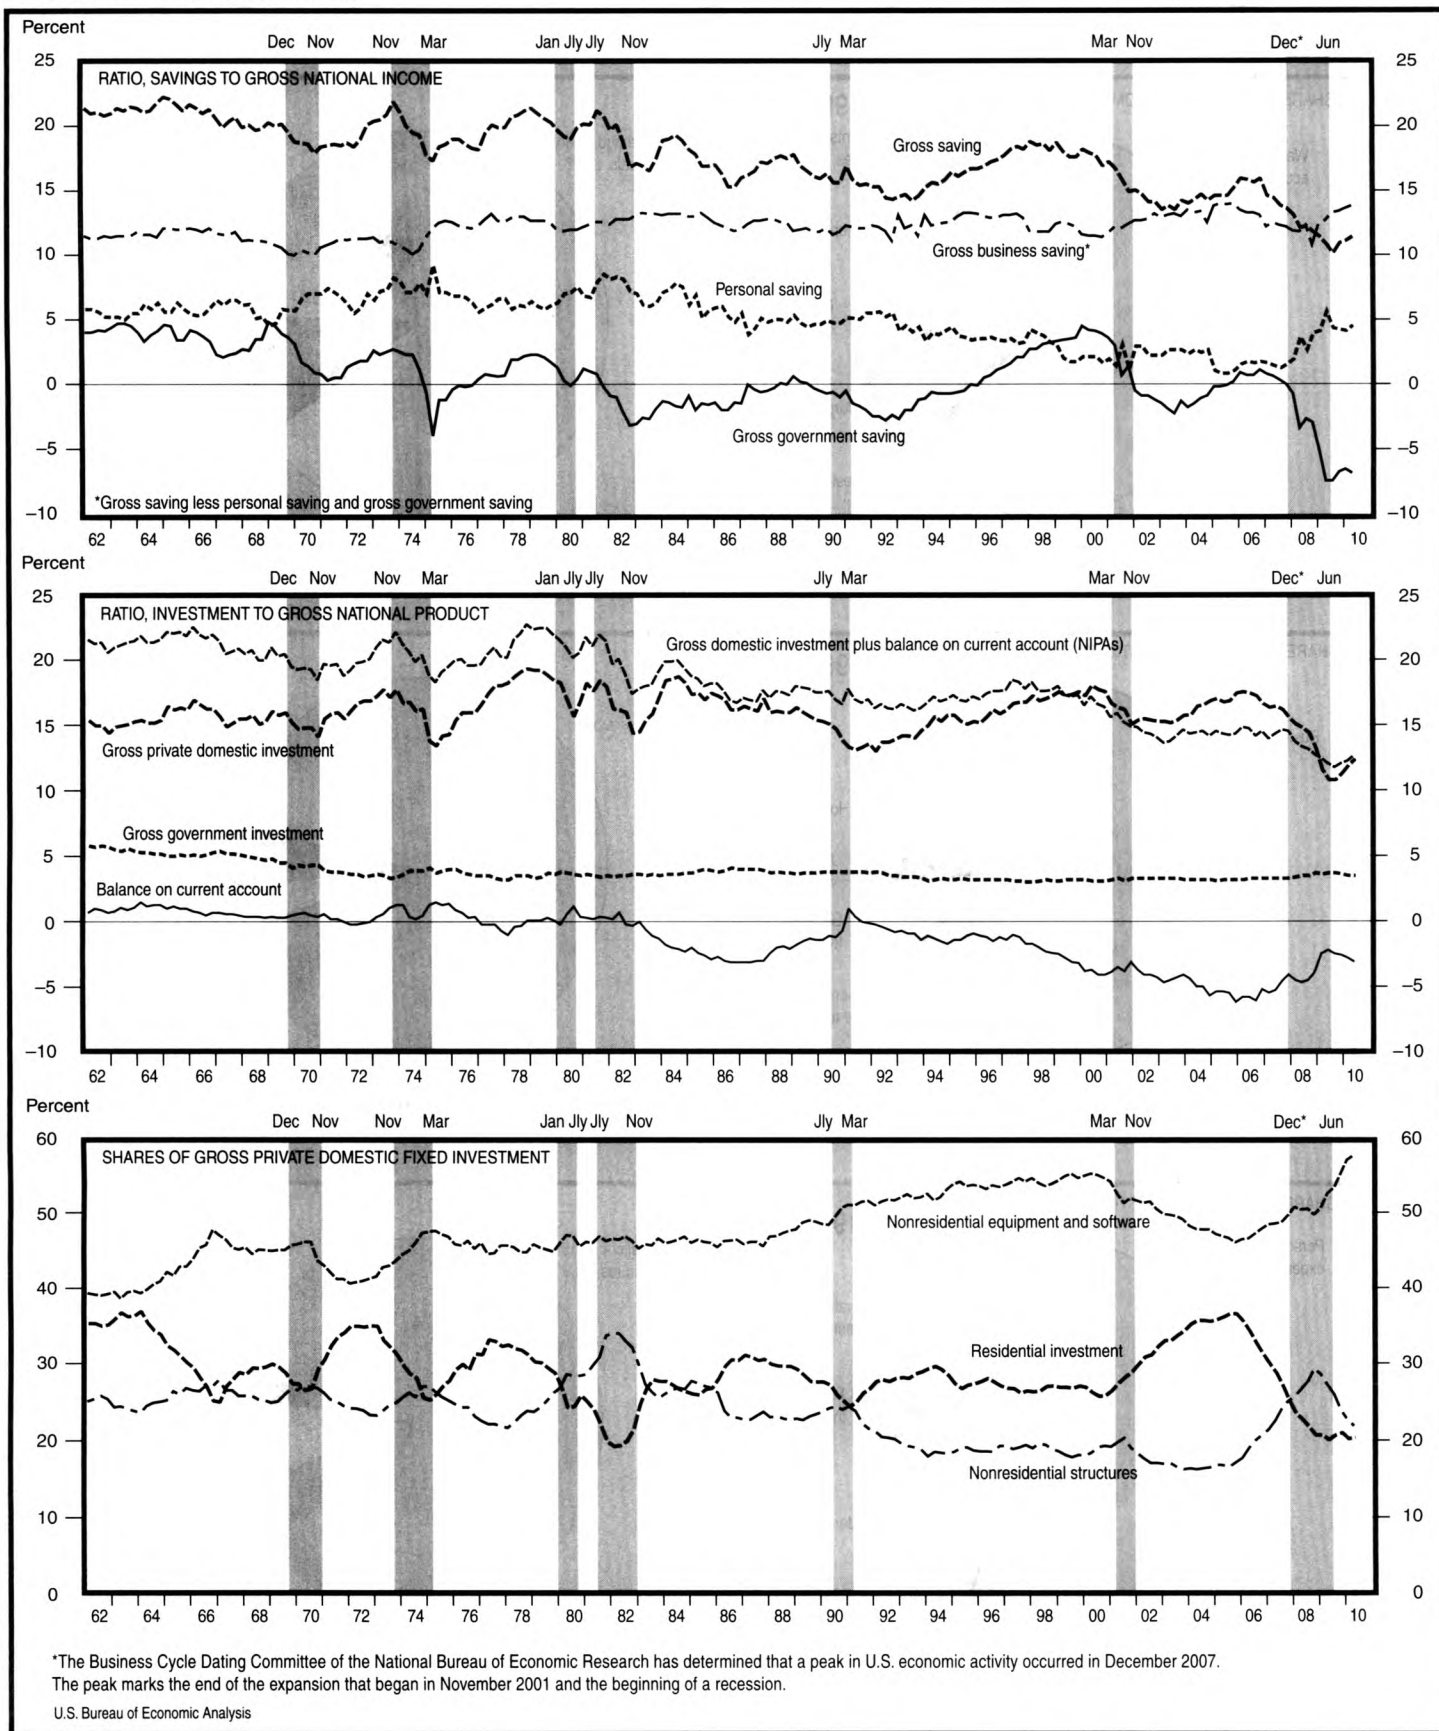 Percent
Dec Nov Nov Mar Jan Jly Jly Nov Jly Mar Mar Nov Dec* Jun
25 25
RATIO, SAVINGS TO GROSS NATIONAL INCOME
20 20
Gross saving
15 15
Gross business saving*
10 10
Personal saving
5 5
0 0
Gross government saving
−5 −5
*Gross saving less personal saving and gross government saving
−10 −10
62 64 66 68 70 72 74 76 78 80 82 84 86 88 90 92 94 96 98 00 02 04 06 08 10
Percent
Dec Nov Nov Mar Jan Jly Jly Nov Jly Mar Mar Nov Dec* Jun
25 25
RATIO, INVESTMENT TO GROSS NATIONAL PRODUCT
Gross domestic investment plus balance on current account (NIPAs)
20 20
15 15
Gross private domestic investment
10 10
Gross government investment
5 5
Balance on current account
0 0
−5 −5
−10 −10
62 64 66 68 70 72 74 76 78 80 82 84 86 88 90 92 94 96 98 00 02 04 06 08 10
Percent
Dec Nov Nov Mar Jan Jly Jly Nov Jly Mar Mar Nov Dec* Jun
60 60
SHARES OF GROSS PRIVATE DOMESTIC FIXED INVESTMENT
50 50
Nonresidential equipment and software
40 40
Residential investment
30 30
20 20
Nonresidential structures
10 10
0 0
62 64 66 68 70 72 74 76 78 80 82 84 86 88 90 92 94 96 98 00 02 04 06 08 10
*The Business Cycle Dating Committee of the National Bureau of Economic Research has determined that a peak in U.S. economic activity occurred in December 2007.
The peak marks the end of the expansion that began in November 2001 and the beginning of a recession.
U.S. Bureau of Economic Analysis